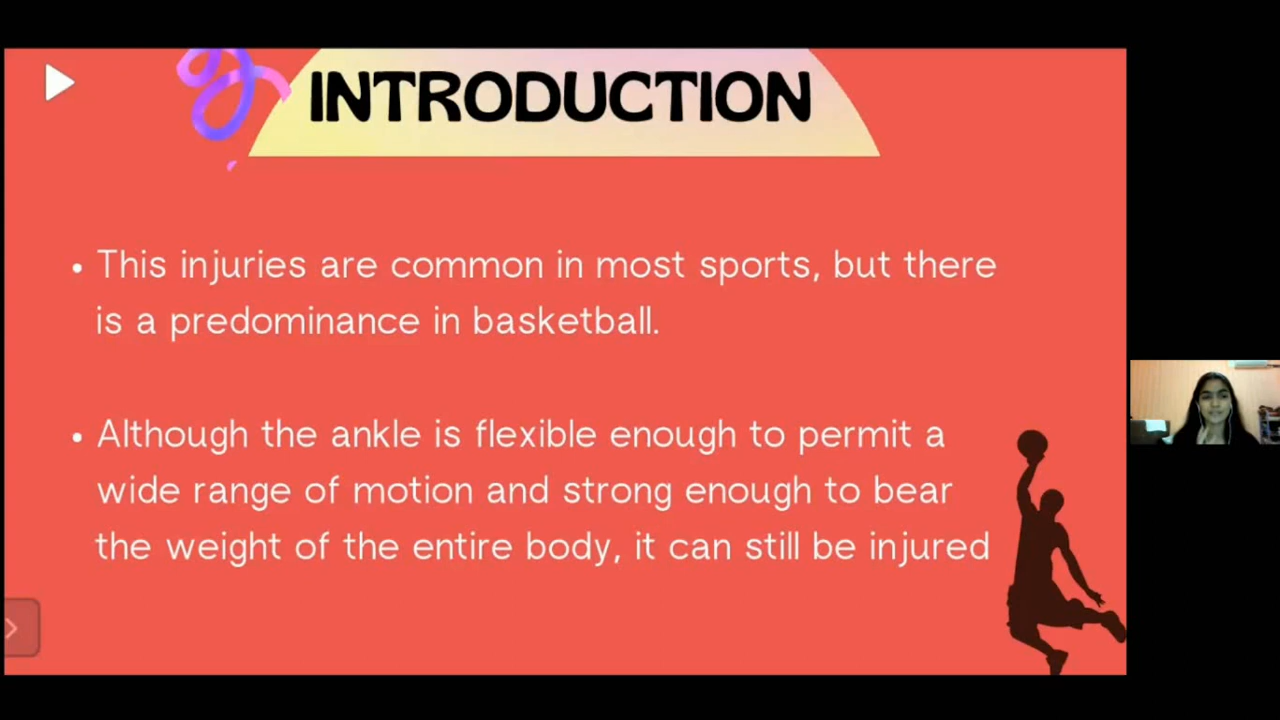 INTRODUCTION
• This injuries are common in most sports, but there
is a predominance in basketball.
• Although the ankle is flexible enough to permit a
wide range of motion and strong enough to bear
the weight of the entire body, it can still be injured